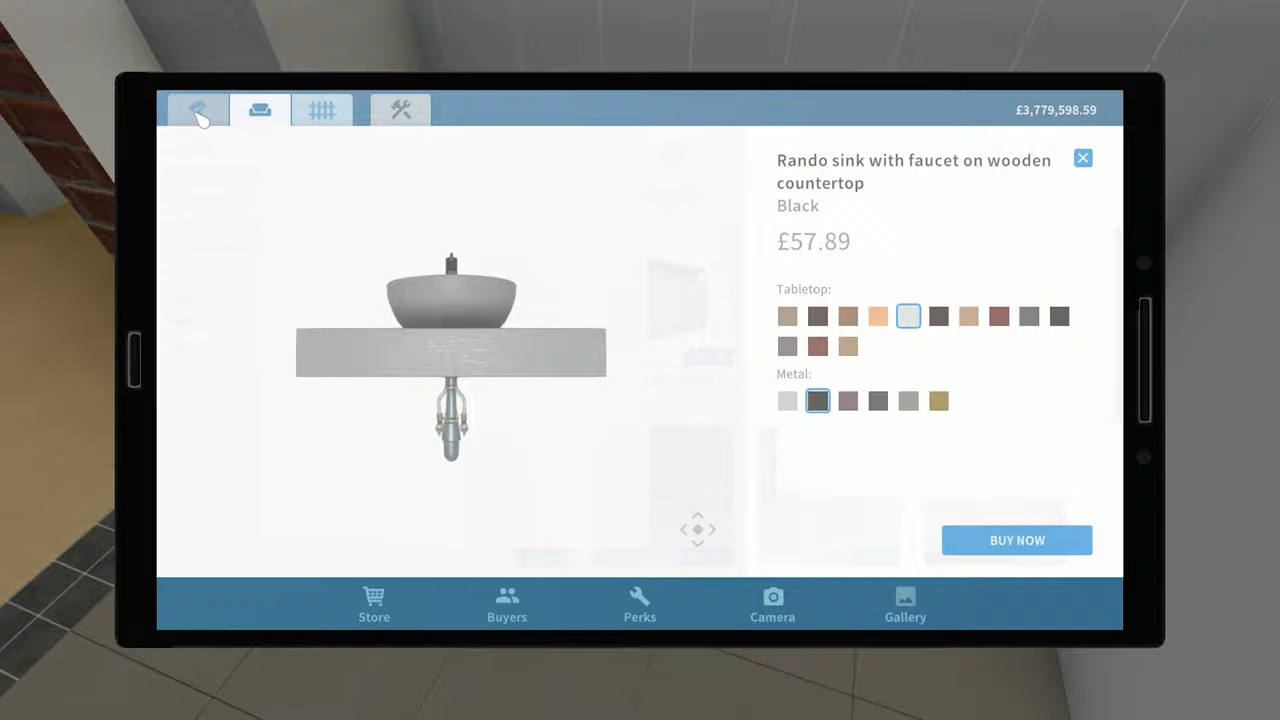 £3,779,598.59
Rando sink with faucet on wooden
countertop
Black
£57.89
Tabletop:
Metal:
BUY NOW
Store
Buyers
Perks
Camera
Gallery